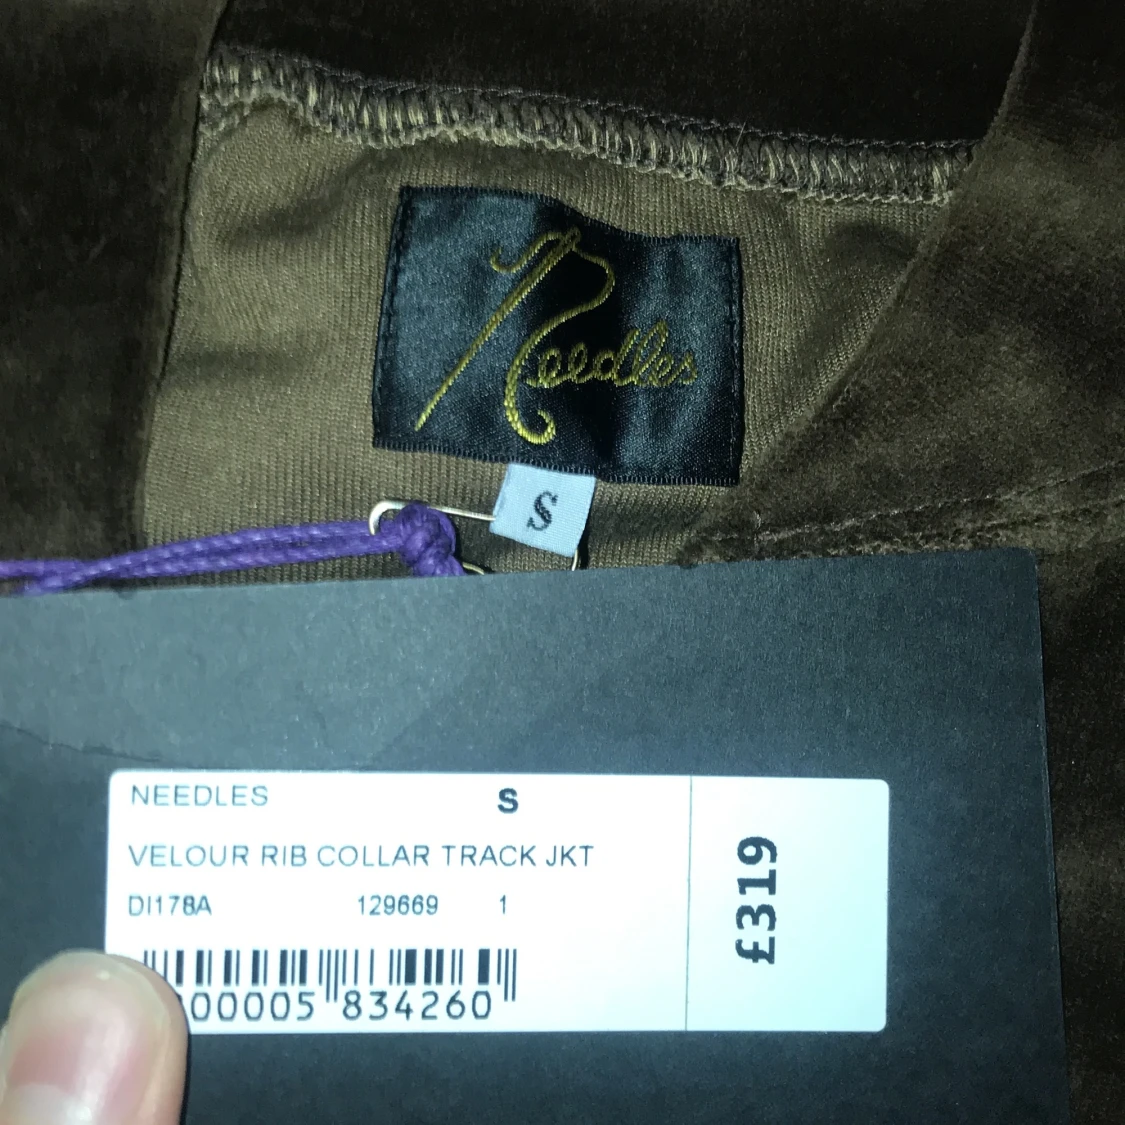 Needles
S
NEEDLES S
VELOUR RIB COLLAR TRACK JKT
DI178A 129669 1
00005 834260
£319